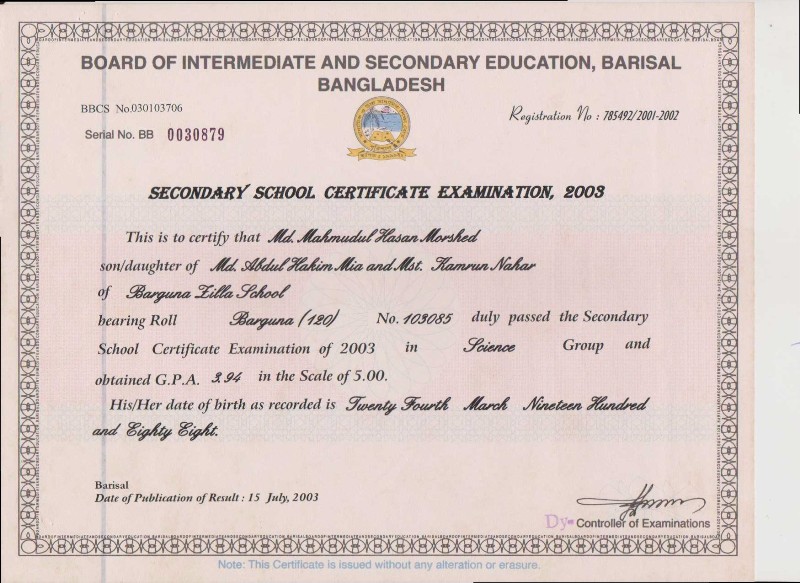 BOARD OF INTERMEDIATE AND SECONDARY EDUCATION, BARISAL
BANGLADESH
BBCS No.030103706
Registration No : 785492/2001-2002
Serial No. BB 0030879
SECONDARY SCHOOL CERTIFICATE EXAMINATION, 2003
This is to certify that Md. Mahmudul Hasan Morshed
son/daughter of Md. Abdul Hakim Mia and Mst. Kamrun Nahar
of Barguna Zilla School
bearing Roll Barguna (120) No. 103085 duly passed the Secondary
School Certificate Examination of 2003 in Science Group and
obtained G.P.A. 3.94 in the Scale of 5.00.
His/Her date of birth as recorded is Twenty Fourth March Nineteen Hundred
and Eighty Eight.
Barisal
Date of Publication of Result : 15 July, 2003
Dy- Controller of Examinations
Note: This Certificate is issued without any alteration or erasure.